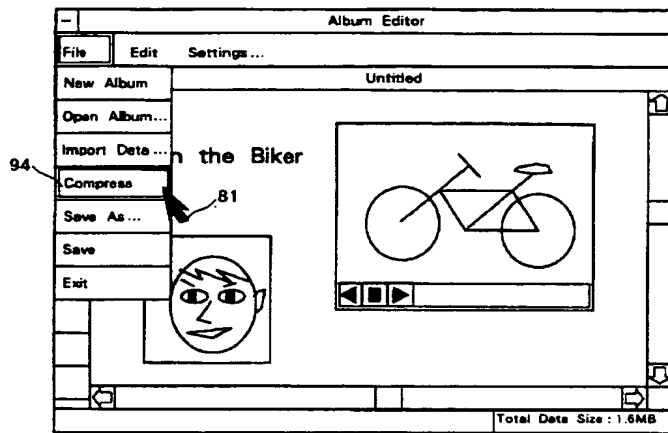 Album Editor
File Edit Settings...
Untitled
New Album
Open Album...
Import Data...
n the Biker
94
Compress
81
Save As...
Save
Exit
Total Data Size : 1.6MB